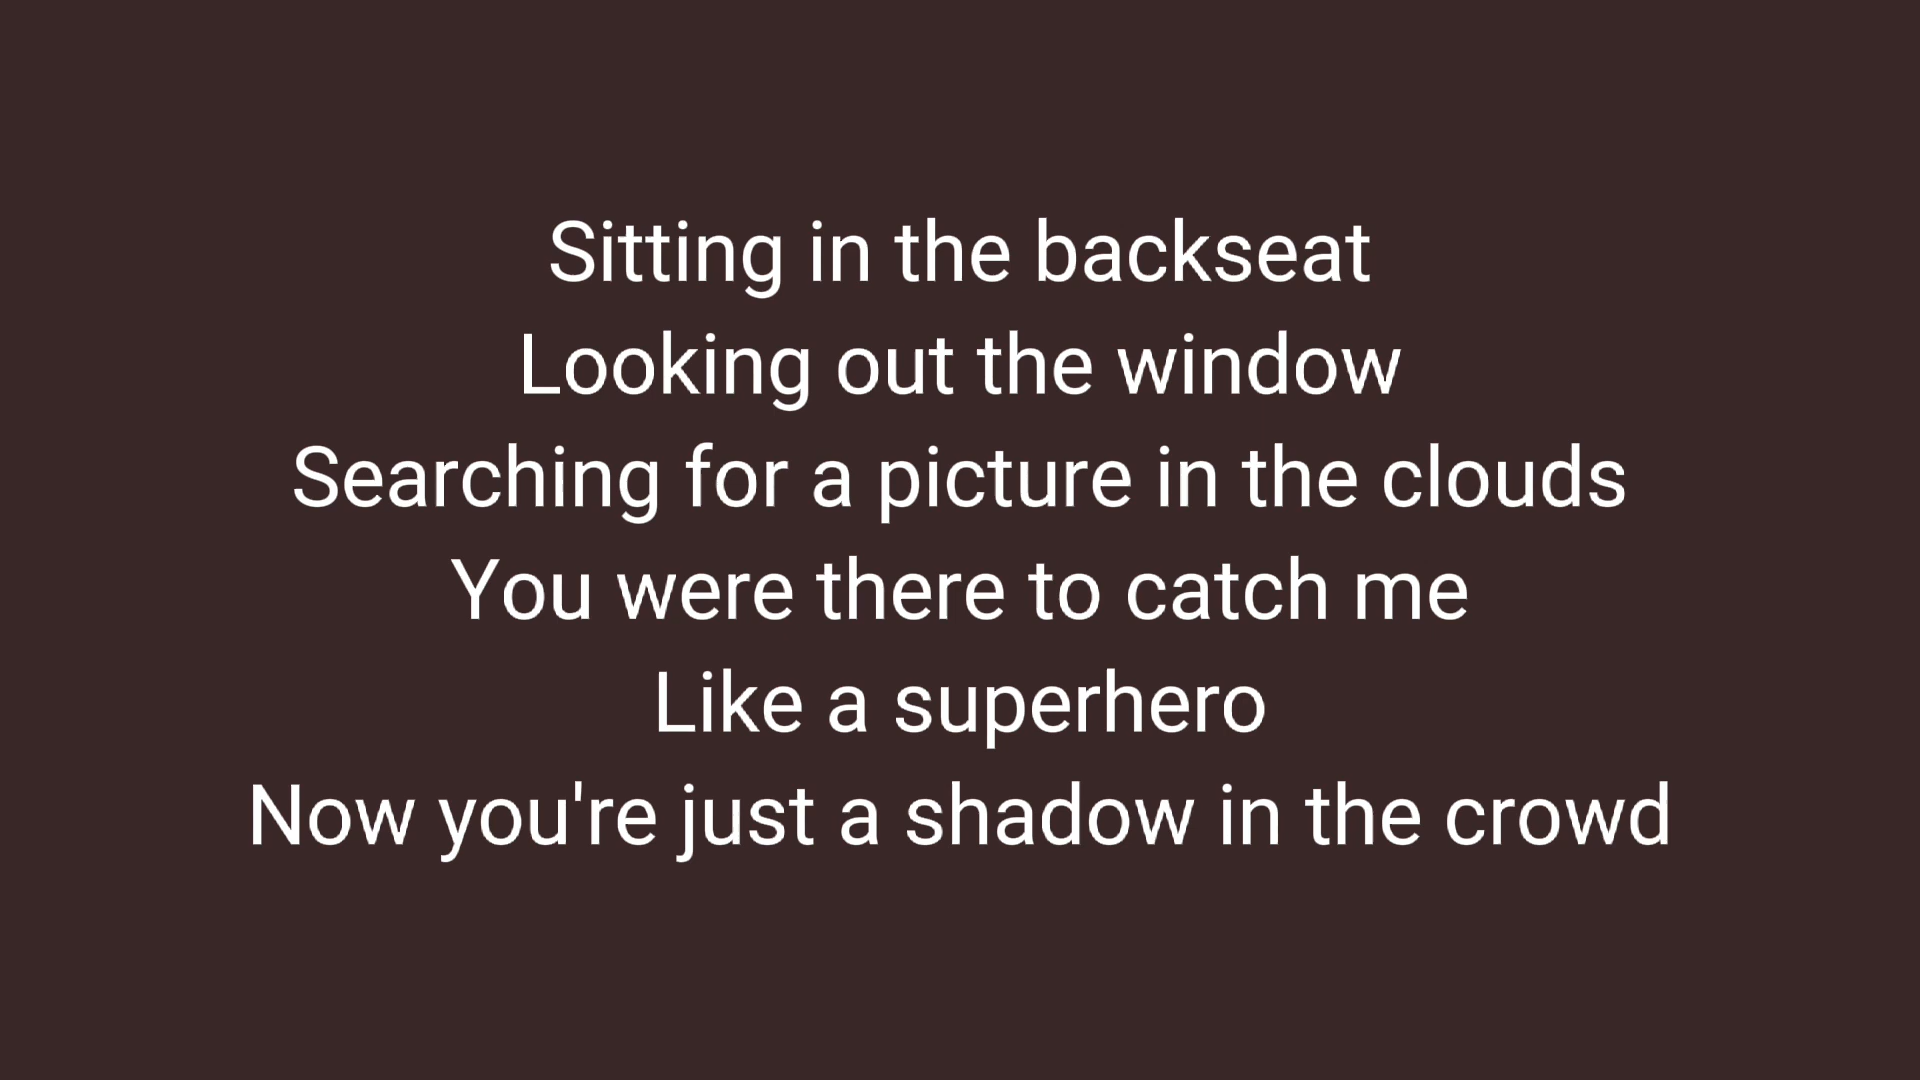 Sitting in the backseat
Looking out the window
Searching for a picture in the clouds
You were there to catch me
Like a superhero
Now you're just a shadow in the crowd